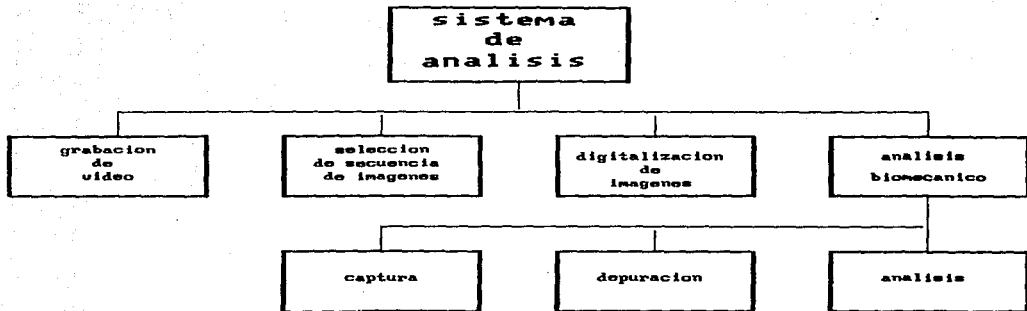 sistema
de
analisis
grabacion
de
video
seleccion
de secuencia
de imagenes
digitalizacion
de
imagenes
analisis
biomecanico
captura
depuracion
analisis